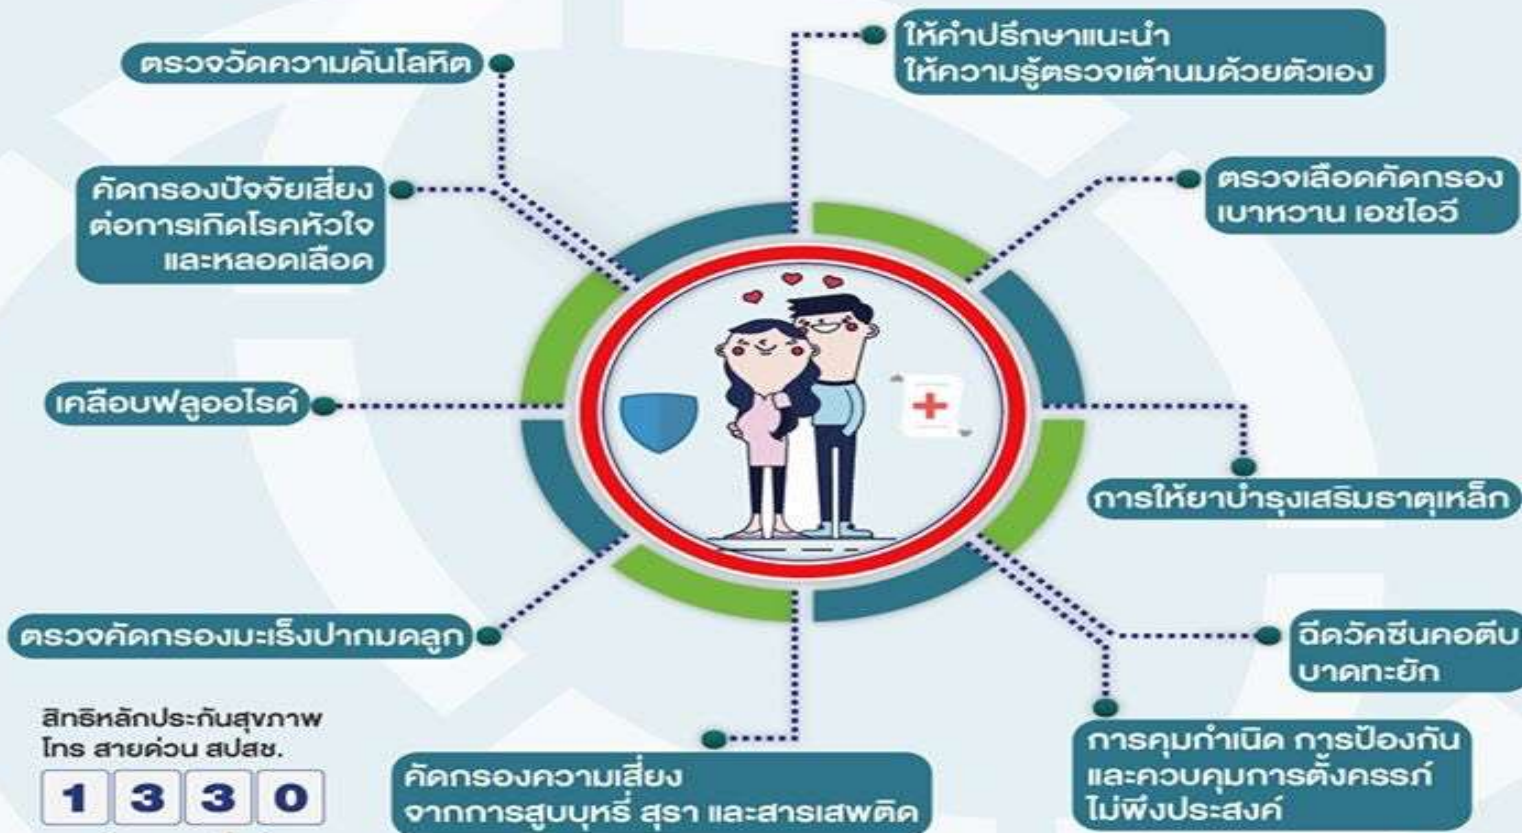 ให้คำปรึกษาแนะนำ
ให้ความรู้ตรวจเต้านมด้วยตัวเอง
ตรวจวัดความดันโลหิต
คัดกรองปัจจัยเสี่ยง
ต่อการเกิดโรคหัวใจ
และหลอดเลือด
ตรวจเลือดคัดกรอง
เบาหวาน เอชไอวี
เคลือบฟลูออไรด์
การให้ยาบำรุงเสริมธาตุเหล็ก
ตรวจคัดกรองมะเร็งปากมดลูก
ฉีดวัคซีนคอตีบ
บาดทะยัก
การคุมกำเนิด การป้องกัน
และควบคุมการตั้งครรภ์
ไม่พึงประสงค์
คัดกรองความเสี่ยง
จากการสูบบุหรี่ สุรา และสารเสพติด
สิทธิหลักประกันสุขภาพ
โทร สายด่วน สปสช.
1 3 3 0